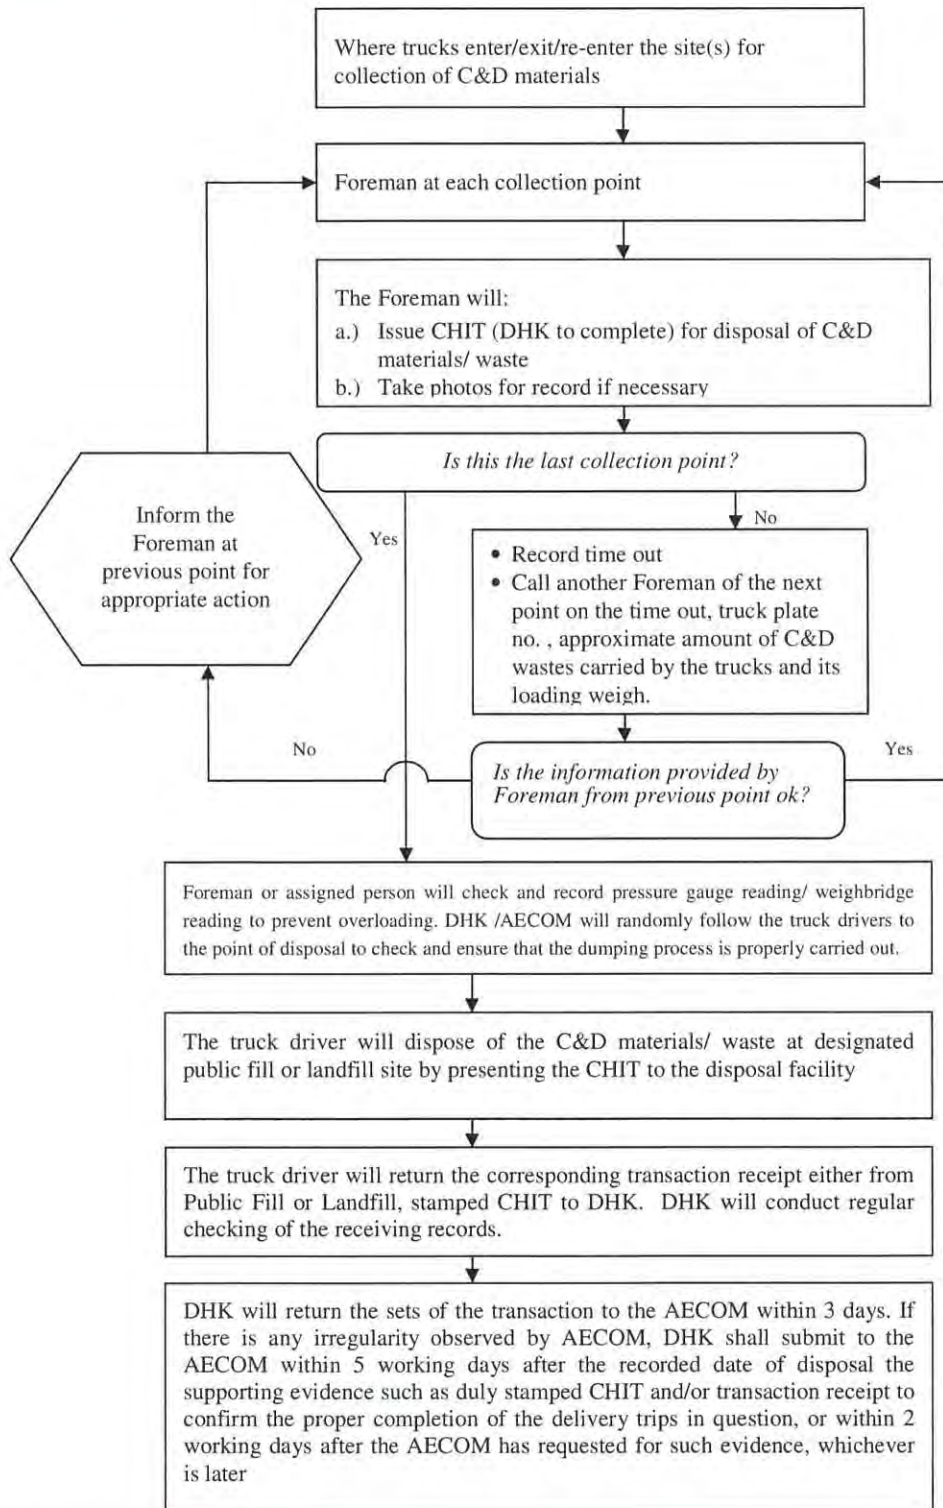 Where trucks enter/exit/re-enter the site(s) for
collection of C&D materials
Foreman at each collection point
The Foreman will:
a.) Issue CHIT (DHK to complete) for disposal of C&D
materials/ waste
b.) Take photos for record if necessary
Is this the last collection point?
Inform the
Foreman at
previous point for
appropriate action
Yes
No
• Record time out
• Call another Foreman of the next
point on the time out, truck plate
no. , approximate amount of C&D
wastes carried by the trucks and its
loading weigh.
No
Is the information provided by
Foreman from previous point ok?
Yes
Foreman or assigned person will check and record pressure gauge reading/ weighbridge
reading to prevent overloading. DHK /AECOM will randomly follow the truck drivers to
the point of disposal to check and ensure that the dumping process is properly carried out.
The truck driver will dispose of the C&D materials/ waste at designated
public fill or landfill site by presenting the CHIT to the disposal facility
The truck driver will return the corresponding transaction receipt either from
Public Fill or Landfill, stamped CHIT to DHK. DHK will conduct regular
checking of the receiving records.
DHK will return the sets of the transaction to the AECOM within 3 days. If
there is any irregularity observed by AECOM, DHK shall submit to the
AECOM within 5 working days after the recorded date of disposal the
supporting evidence such as duly stamped CHIT and/or transaction receipt to
confirm the proper completion of the delivery trips in question, or within 2
working days after the AECOM has requested for such evidence, whichever
is later